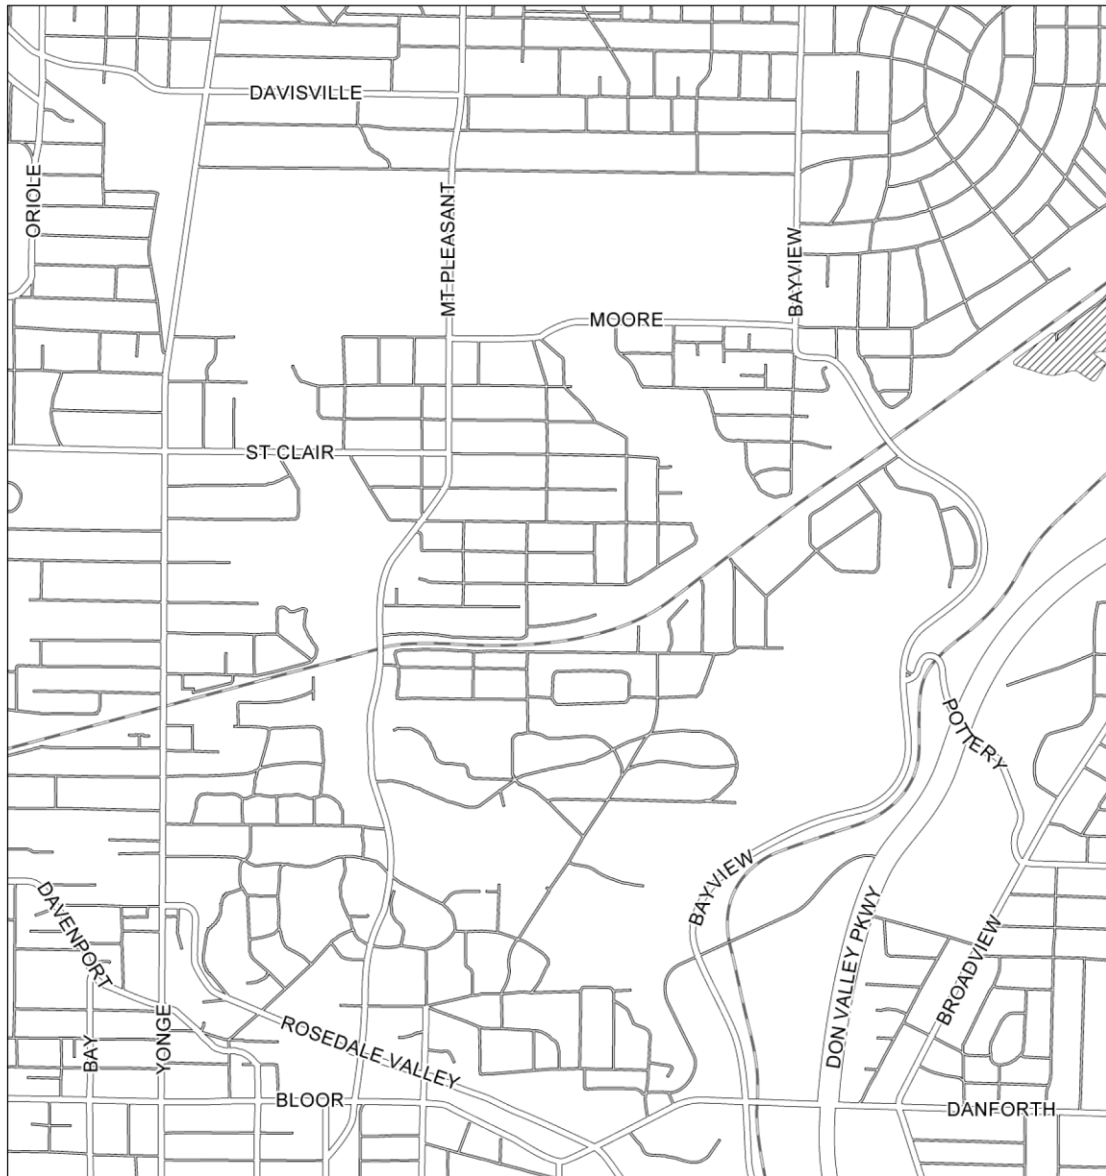 DAVISVILLE
ORIOLE
MT PLEASANT
BAYVIEW
MOORE
ST CLAIR
POTTERY
BAYVIEW
DAVENPORT
DON VALLEY PKWY
BROADVIEW
BAY
YONGE
ROSEDALE VALLEY
BLOOR
DANFORTH